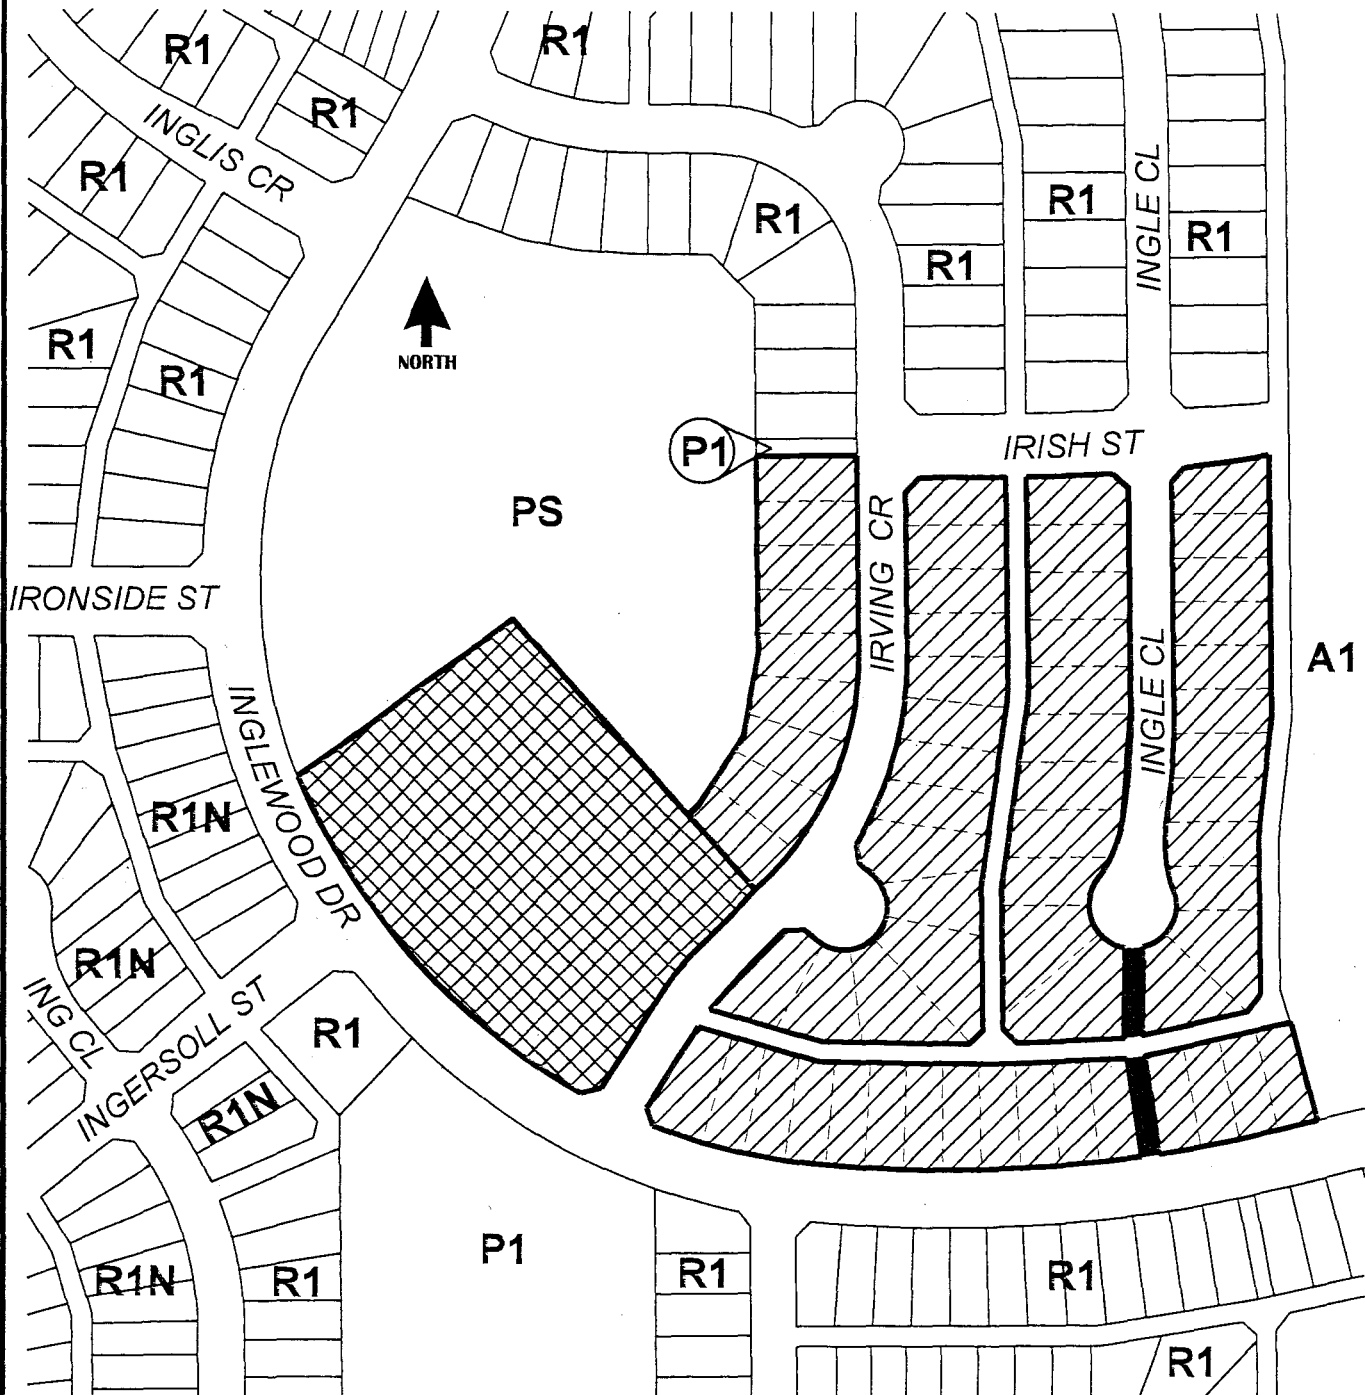 R1
R1
R1
INGLIS CR
R1
R1
R1
INGLE CL
R1
R1
NORTH
R1
R1
P1
IRISH ST
PS
IRVING CR
IRONSIDE ST
A1
INGLE CL
INGLEWOOD DR
R1N
R1N
ING CL
INGERSOLL ST
R1
R1N
P1
R1N
R1
R1
R1
R1